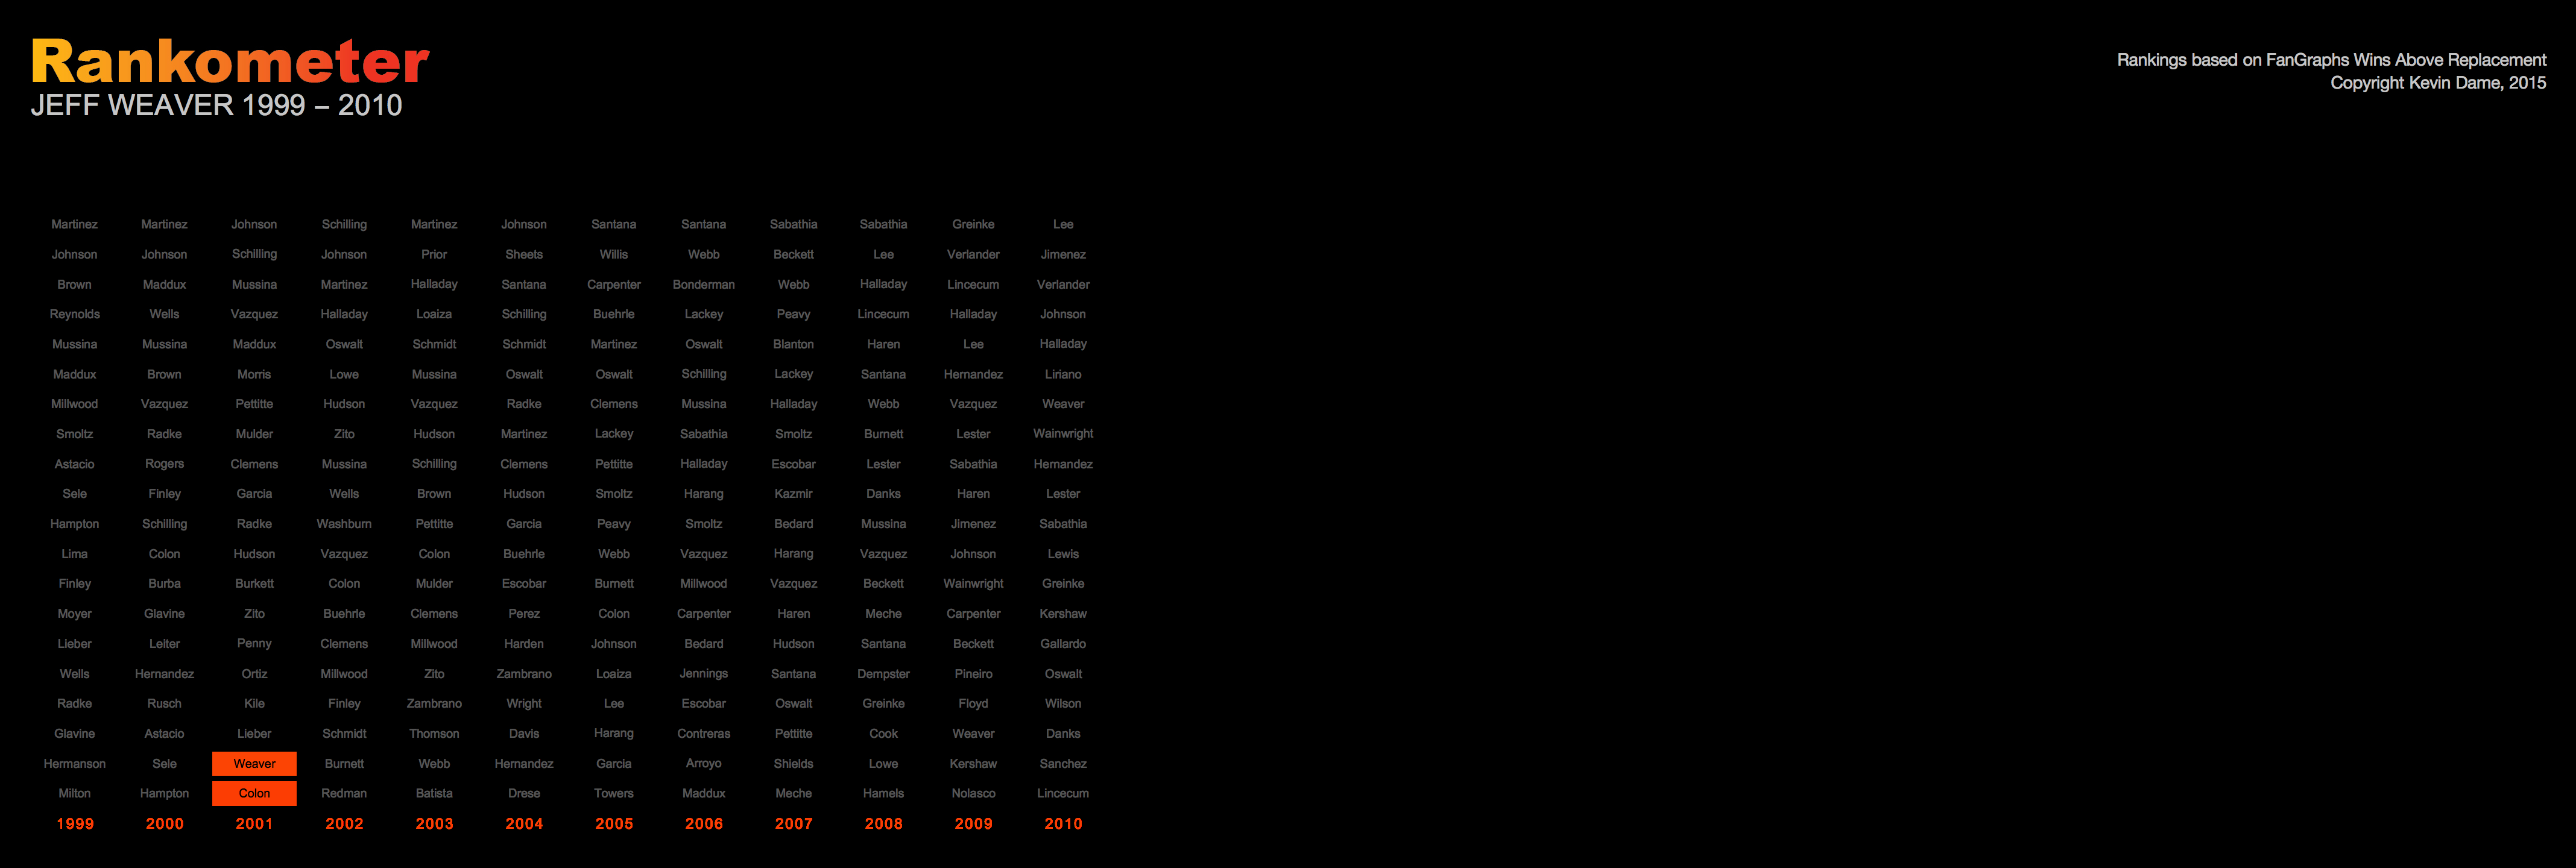 Rankometer
JEFF WEAVER 1999 – 2010
Rankings based on FanGraphs Wins Above Replacement
Copyright Kevin Dame, 2015
Martinez Martinez Johnson Schilling Martinez Johnson Santana Santana Sabathia Sabathia Greinke Lee
Johnson Johnson Schilling Johnson Prior Sheets Willis Webb Beckett Lee Verlander Jimenez
Brown Maddux Mussina Martinez Halladay Santana Carpenter Bonderman Webb Halladay Lincecum Verlander
Reynolds Wells Vazquez Halladay Loaiza Schilling Buehrle Lackey Peavy Lincecum Halladay Johnson
Mussina Mussina Maddux Oswalt Schmidt Schmidt Martinez Oswalt Blanton Haren Lee Halladay
Maddux Brown Morris Lowe Mussina Oswalt Oswalt Schilling Lackey Santana Hernandez Liriano
Millwood Vazquez Pettitte Hudson Vazquez Radke Clemens Mussina Halladay Webb Vazquez Weaver
Smoltz Radke Mulder Zito Hudson Martinez Lackey Sabathia Smoltz Burnett Lester Wainwright
Astacio Rogers Clemens Mussina Schilling Clemens Pettitte Halladay Escobar Lester Sabathia Hernandez
Sele Finley Garcia Wells Brown Hudson Smoltz Harang Kazmir Danks Haren Lester
Hampton Schilling Radke Washburn Pettitte Garcia Peavy Smoltz Bedard Mussina Jimenez Sabathia
Lima Colon Hudson Vazquez Colon Buehrle Webb Vazquez Harang Vazquez Johnson Lewis
Finley Burba Burkett Colon Mulder Escobar Burnett Millwood Vazquez Beckett Wainwright Greinke
Moyer Glavine Zito Buehrle Clemens Perez Colon Carpenter Haren Meche Carpenter Kershaw
Lieber Leiter Penny Clemens Millwood Harden Johnson Bedard Hudson Santana Beckett Gallardo
Wells Hernandez Ortiz Millwood Zito Zambrano Loaiza Jennings Santana Dempster Pineiro Oswalt
Radke Rusch Kile Finley Zambrano Wright Lee Escobar Oswalt Greinke Floyd Wilson
Glavine Astacio Lieber Schmidt Thomson Davis Harang Contreras Pettitte Cook Weaver Danks
Hermanson Sele Weaver Burnett Webb Hernandez Garcia Arroyo Shields Lowe Kershaw Sanchez
Milton Hampton Colon Redman Batista Drese Towers Maddux Meche Hamels Nolasco Lincecum
1999 2000 2001 2002 2003 2004 2005 2006 2007 2008 2009 2010